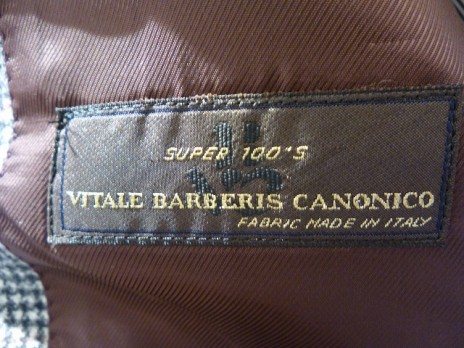 SUPER 100'S
VITALE BARBERIS CANONICO
FABRIC MADE IN ITALY